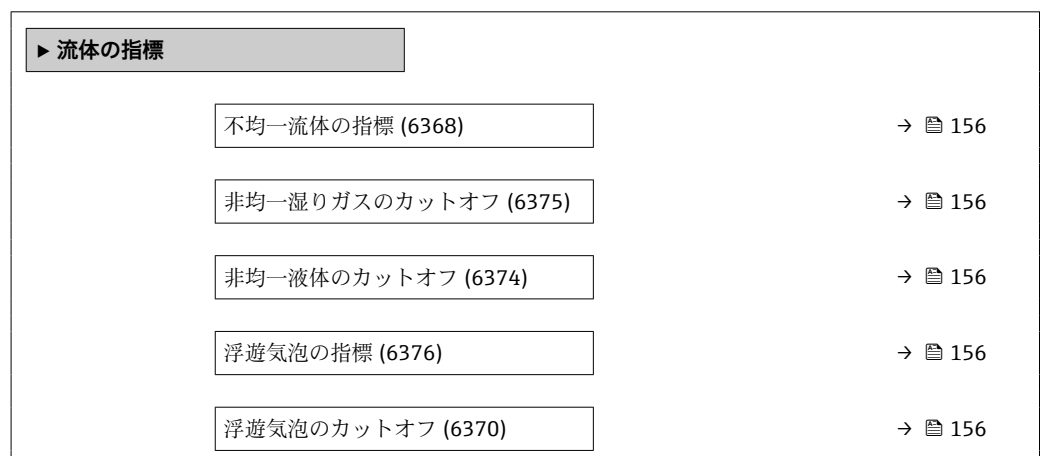 ▶ 流体の指標
不均一流体の指標 (6368) → 🖺 156
非均一湿りガスのカットオフ (6375) → 🖺 156
非均一液体のカットオフ (6374) → 🖺 156
浮遊気泡の指標 (6376) → 🖺 156
浮遊気泡のカットオフ (6370) → 🖺 156